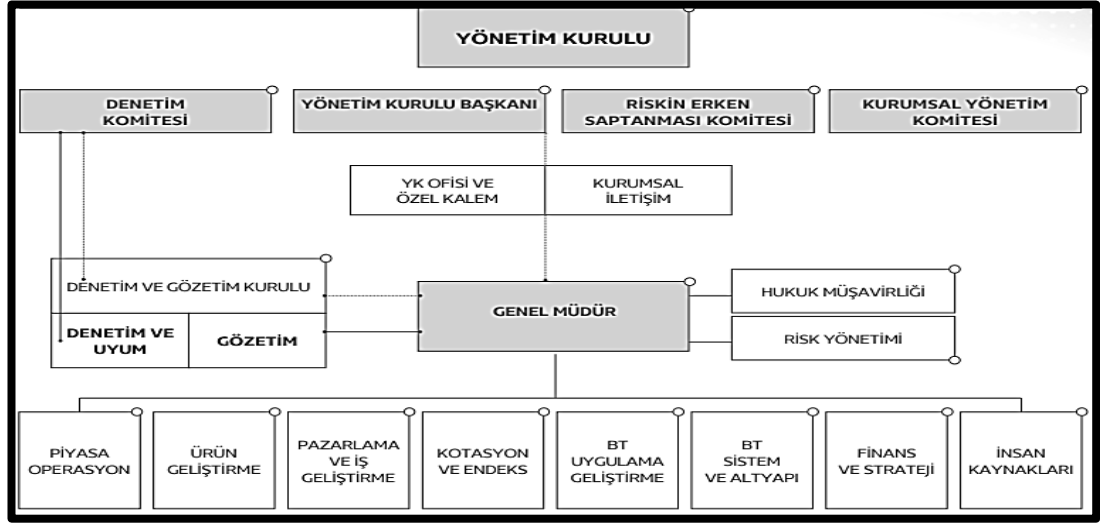 YÖNETİM KURULU
DENETİM
KOMİTESİ
YÖNETİM KURULU BAŞKANI
RİSKİN ERKEN
SAPTANMASI KOMİTESİ
KURUMSAL YÖNETİM
KOMİTESİ
YK OFİSİ VE
ÖZEL KALEM
KURUMSAL
İLETİŞİM
DENETİM VE GÖZETİM KURULU
DENETİM VE
UYUM
GÖZETİM
GENEL MÜDÜR
HUKUK MÜŞAVİRLİĞİ
RİSK YÖNETİMİ
PİYASA
OPERASYON
ÜRÜN
GELİŞTİRME
PAZARLAMA
VE İŞ
GELİŞTİRME
KOTASYON
VE ENDEKS
BT
UYGULAMA
GELİŞTİRME
BT
SİSTEM
VE ALTYAPI
FİNANS
VE STRATEJİ
İNSAN
KAYNAKLARI